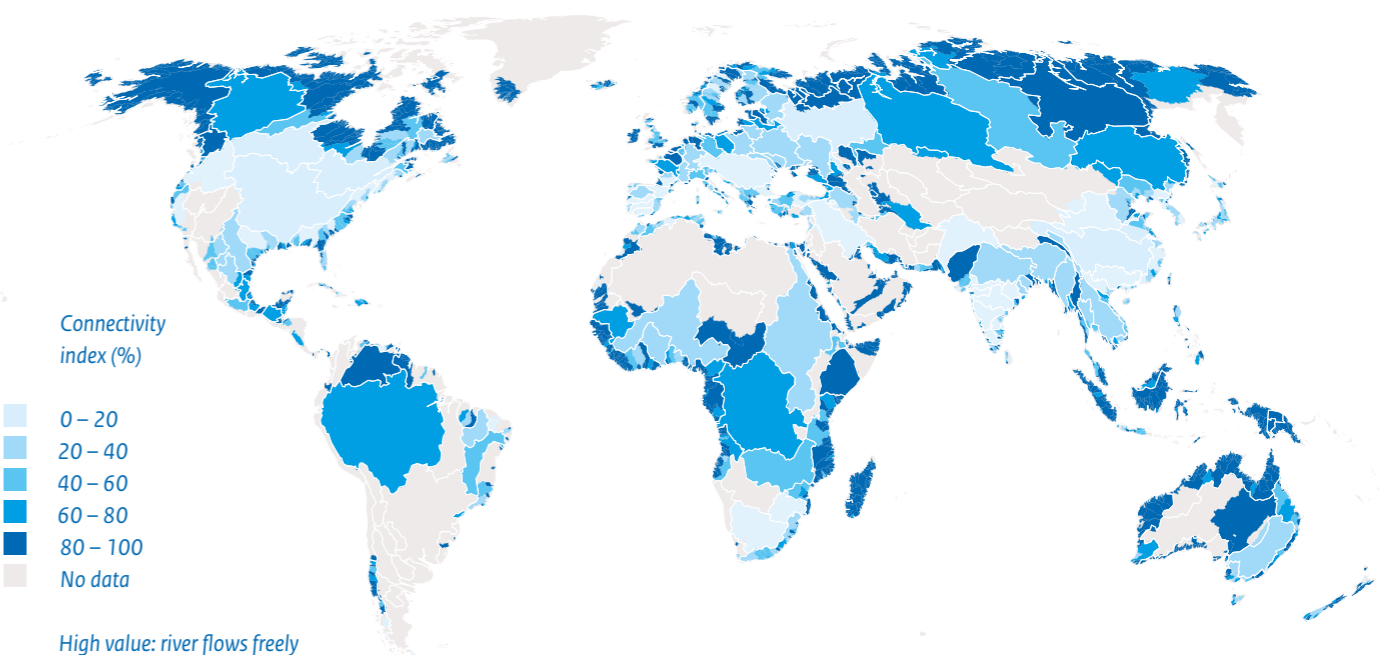 Connectivity
index (%)
0 – 20
20 – 40
40 – 60
60 – 80
80 – 100
No data
High value: river flows freely